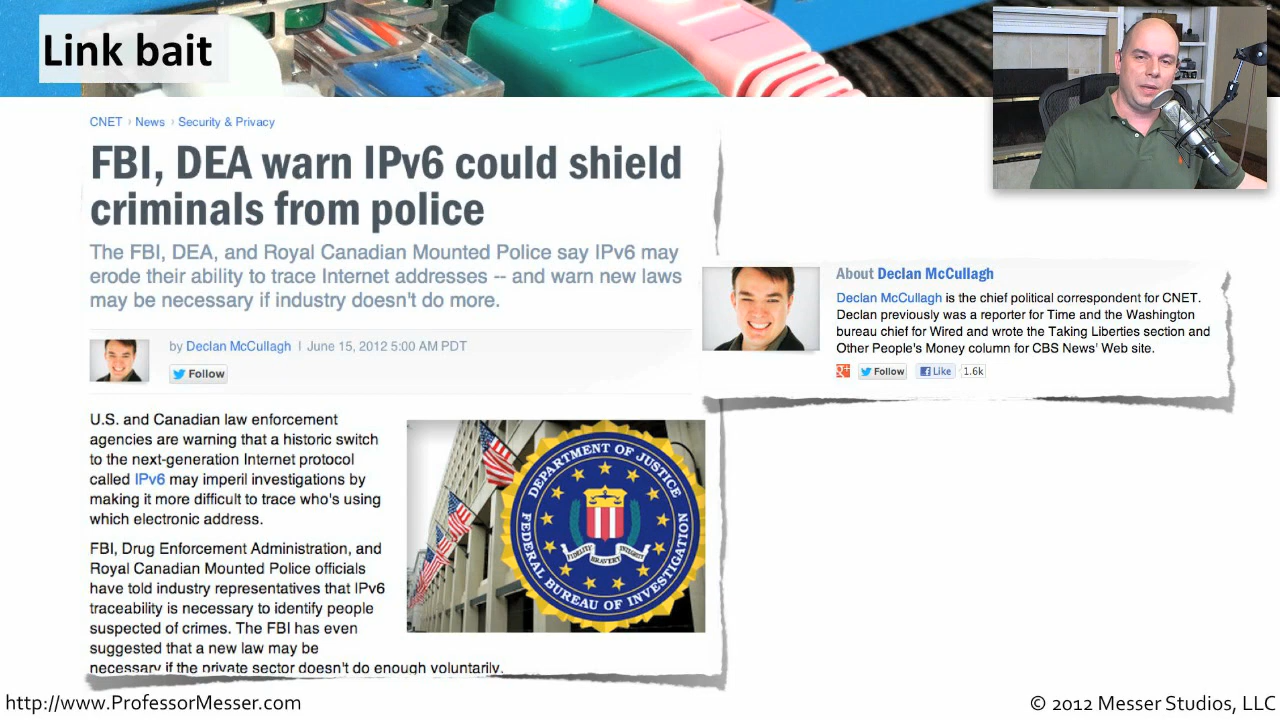 Link bait
CNET › News › Security & Privacy
FBI, DEA warn IPv6 could shield
criminals from police
The FBI, DEA, and Royal Canadian Mounted Police say IPv6 may
erode their ability to trace Internet addresses -- and warn new laws
may be necessary if industry doesn't do more.
by Declan McCullagh | June 15, 2012 5:00 AM PDT
Follow
U.S. and Canadian law enforcement
agencies are warning that a historic switch
to the next-generation Internet protocol
called IPv6 may imperil investigations by
making it more difficult to trace who's using
which electronic address.
FBI, Drug Enforcement Administration, and
Royal Canadian Mounted Police officials
have told industry representatives that IPv6
traceability is necessary to identify people
suspected of crimes. The FBI has even
suggested that a new law may be
necessary if the private sector doesn't do enough voluntarily.
DEPARTMENT OF JUSTICE
FIDELITY BRAVERY INTEGRITY
FEDERAL BUREAU OF INVESTIGATION
About Declan McCullagh
Declan McCullagh is the chief political correspondent for CNET.
Declan previously was a reporter for Time and the Washington
bureau chief for Wired and wrote the Taking Liberties section and
Other People's Money column for CBS News' Web site.
g+ Follow Like 1.6k
http://www.ProfessorMesser.com
© 2012 Messer Studios, LLC